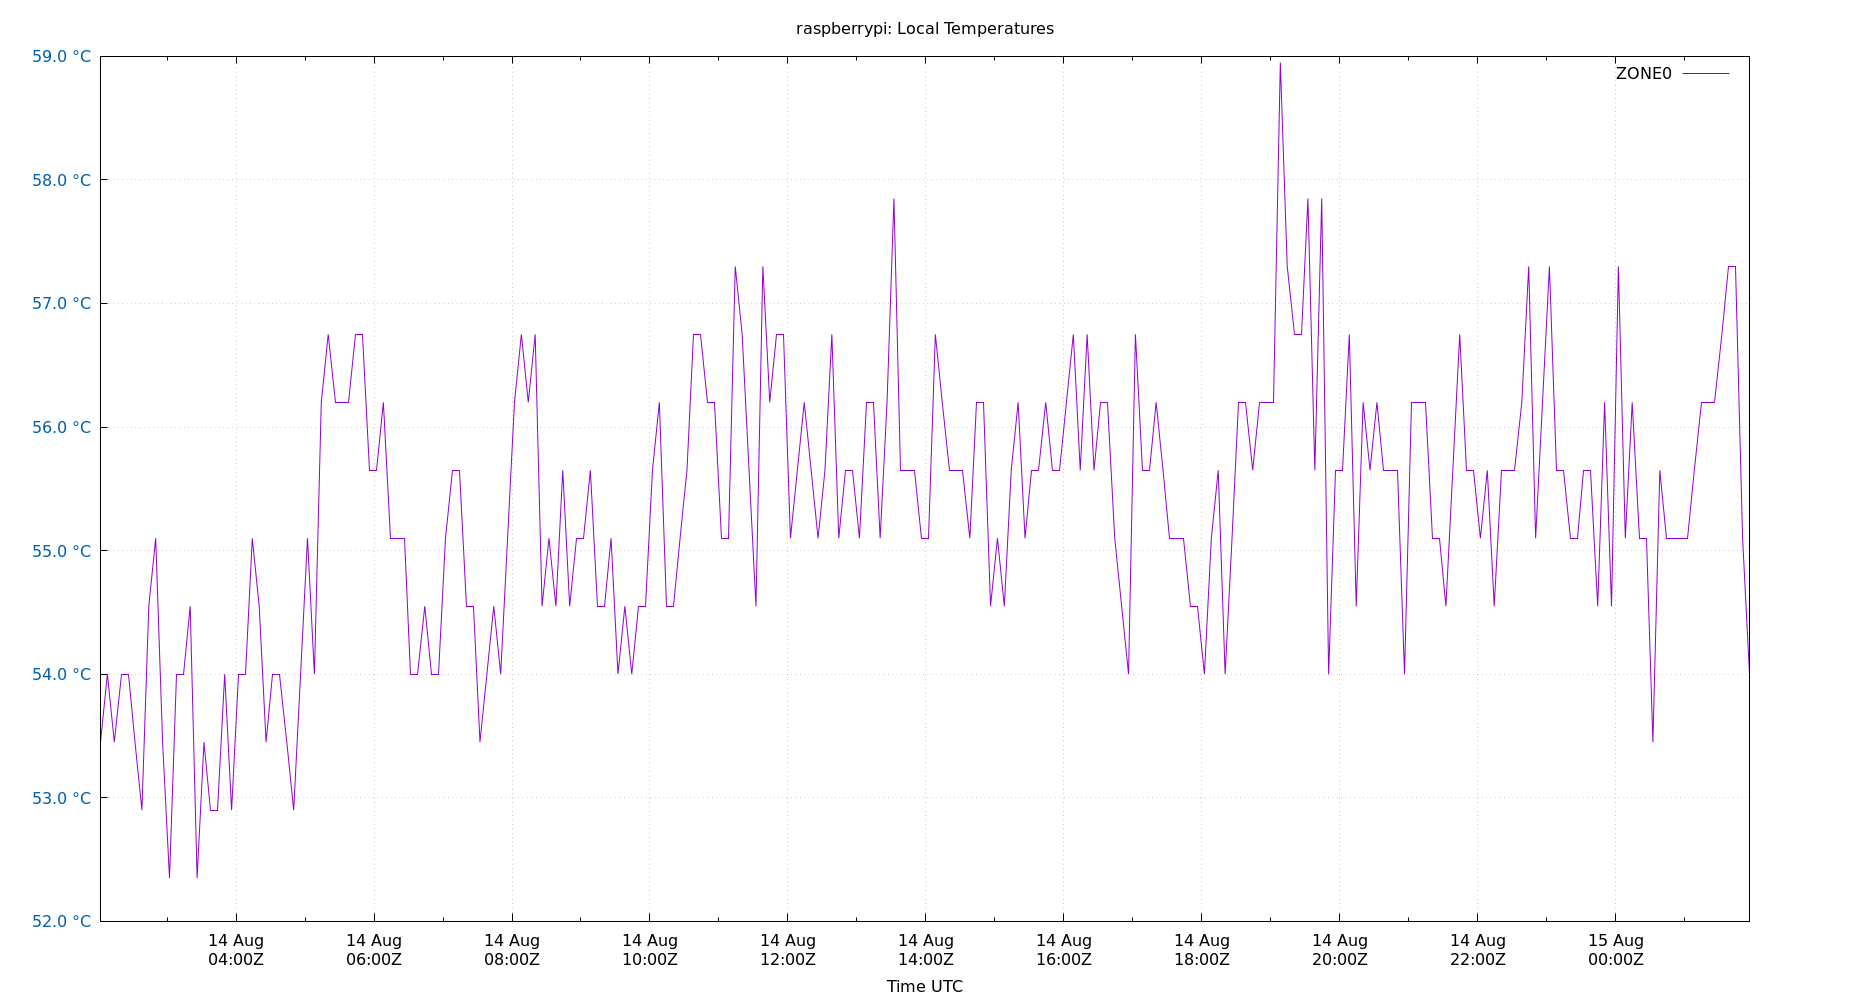 raspberrypi: Local Temperatures
59.0 °C
ZONE0
58.0 °C
57.0 °C
56.0 °C
55.0 °C
54.0 °C
53.0 °C
52.0 °C
14 Aug 14 Aug 14 Aug 14 Aug 14 Aug 14 Aug 14 Aug 14 Aug 14 Aug 14 Aug 15 Aug
04:00Z 06:00Z 08:00Z 10:00Z 12:00Z 14:00Z 16:00Z 18:00Z 20:00Z 22:00Z 00:00Z
Time UTC